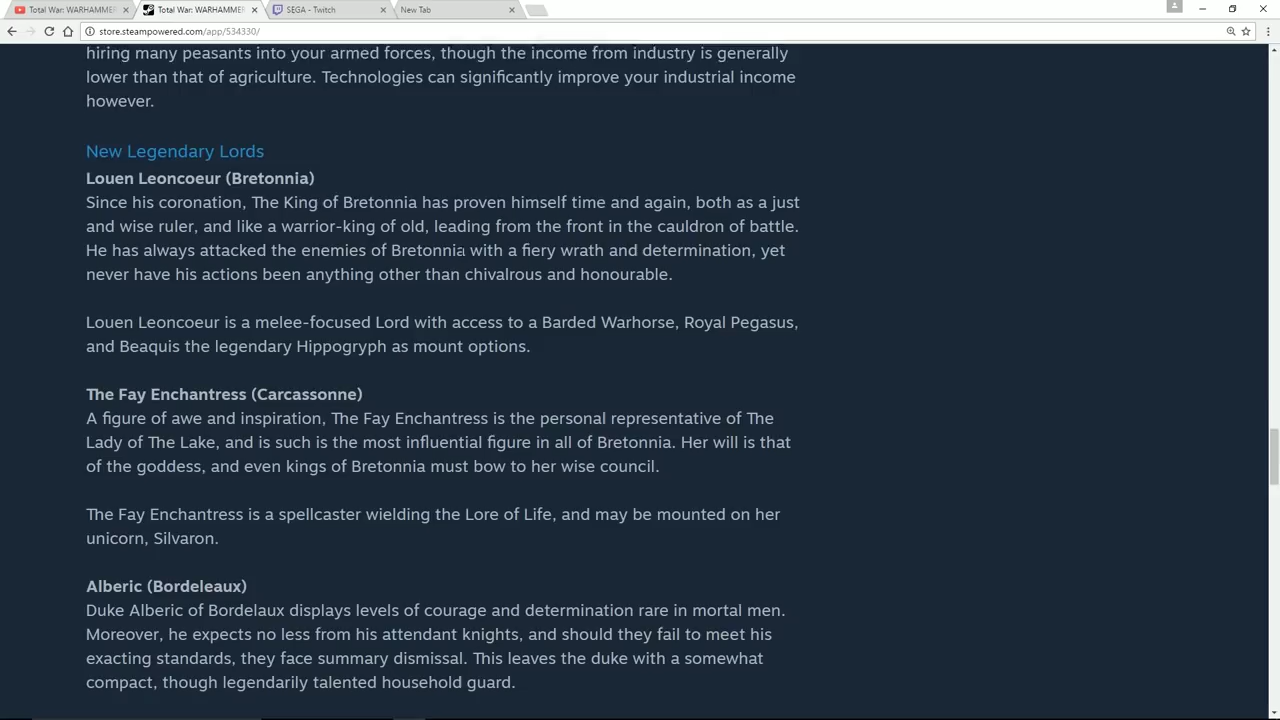 Total War: WARHAMMER
Total War: WARHAMMER
SEGA - Twitch
New Tab
store.steampowered.com/app/534330/
hiring many peasants into your armed forces, though the income from industry is generally
lower than that of agriculture. Technologies can significantly improve your industrial income
however.
New Legendary Lords
Louen Leoncoeur (Bretonnia)
Since his coronation, The King of Bretonnia has proven himself time and again, both as a just
and wise ruler, and like a warrior-king of old, leading from the front in the cauldron of battle.
He has always attacked the enemies of Bretonnia with a fiery wrath and determination, yet
never have his actions been anything other than chivalrous and honourable.
Louen Leoncoeur is a melee-focused Lord with access to a Barded Warhorse, Royal Pegasus,
and Beaquis the legendary Hippogryph as mount options.
The Fay Enchantress (Carcassonne)
A figure of awe and inspiration, The Fay Enchantress is the personal representative of The
Lady of The Lake, and is such is the most influential figure in all of Bretonnia. Her will is that
of the goddess, and even kings of Bretonnia must bow to her wise council.
The Fay Enchantress is a spellcaster wielding the Lore of Life, and may be mounted on her
unicorn, Silvaron.
Alberic (Bordeleaux)
Duke Alberic of Bordelaux displays levels of courage and determination rare in mortal men.
Moreover, he expects no less from his attendant knights, and should they fail to meet his
exacting standards, they face summary dismissal. This leaves the duke with a somewhat
compact, though legendarily talented household guard.